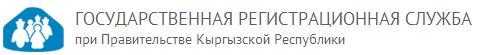 ГОСУДАРСТВЕННАЯ РЕГИСТРАЦИОННАЯ СЛУЖБА
при Правительстве Кыргызской Республики